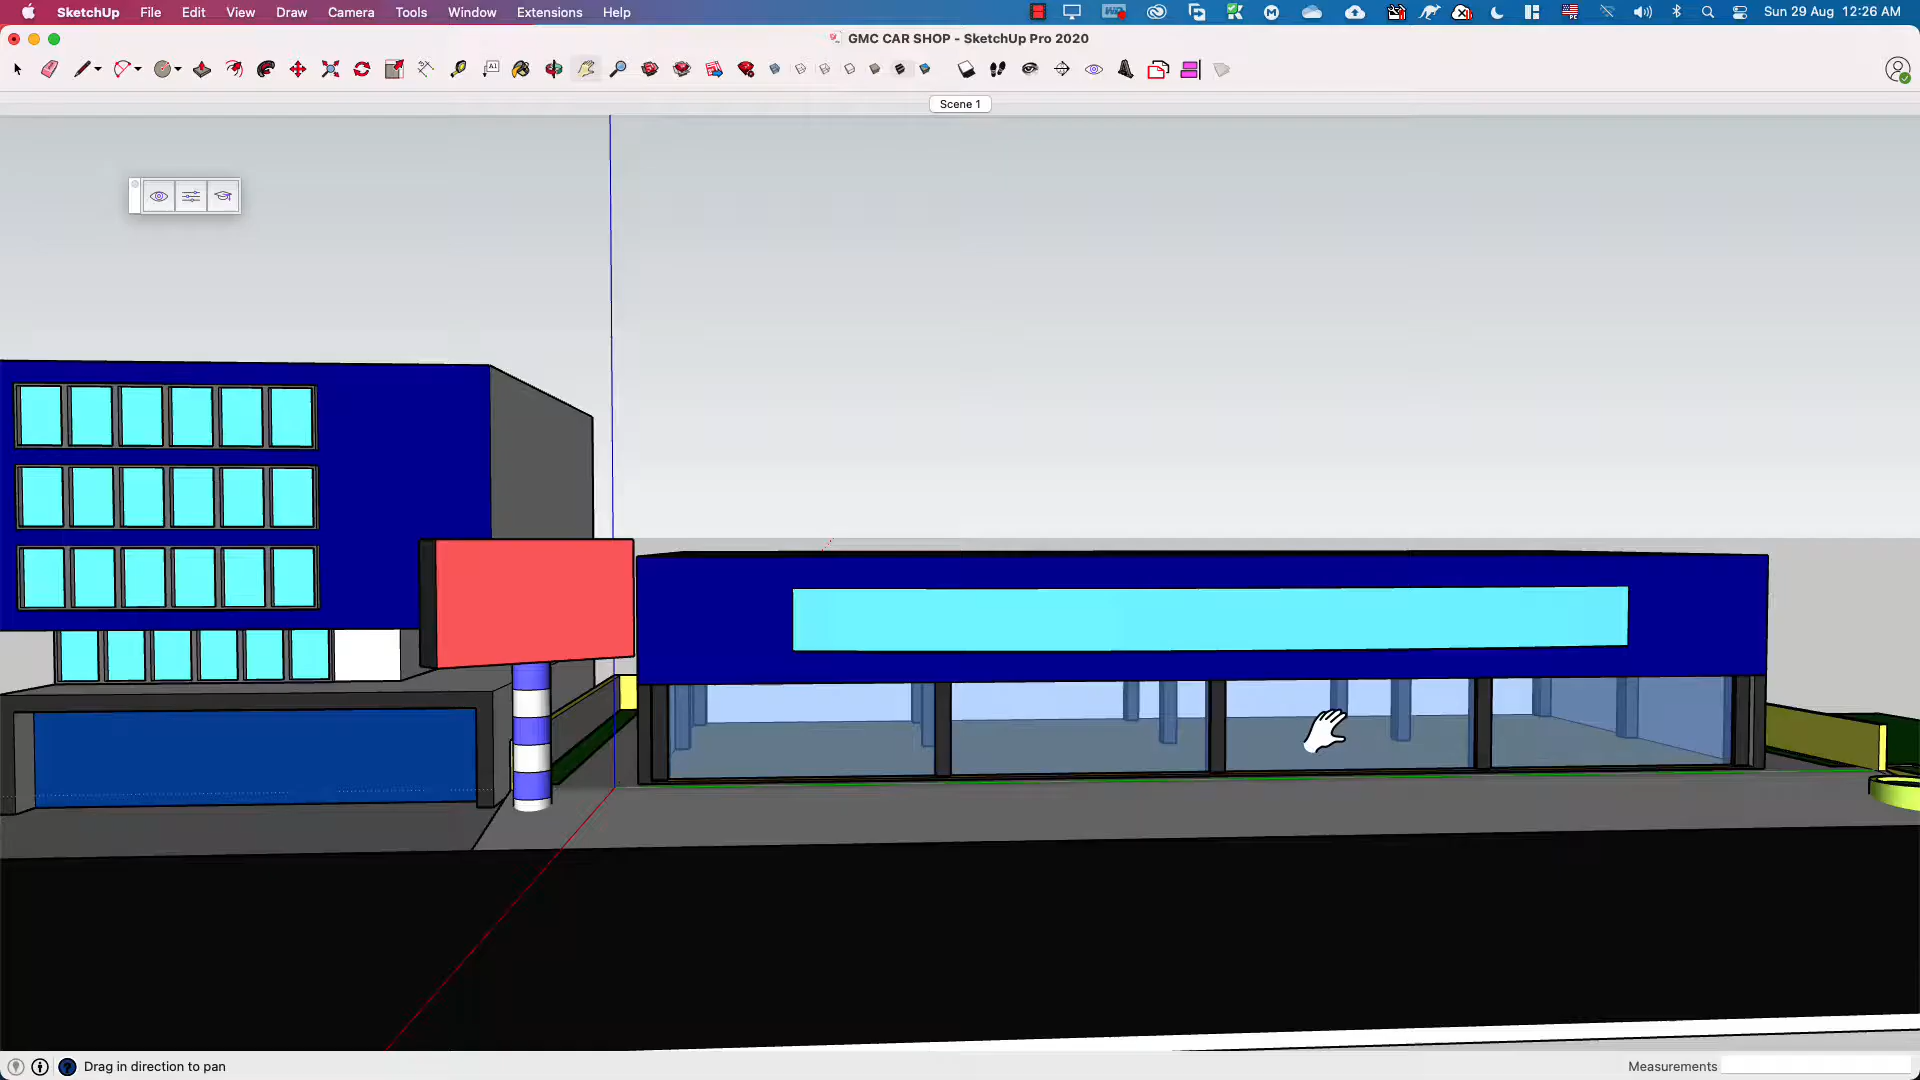 SketchUp File Edit View Draw Camera Tools Window Extensions Help Sun 29 Aug 12:26 AM
GMC CAR SHOP - SketchUp Pro 2020
Scene 1
Drag in direction to pan
Measurements